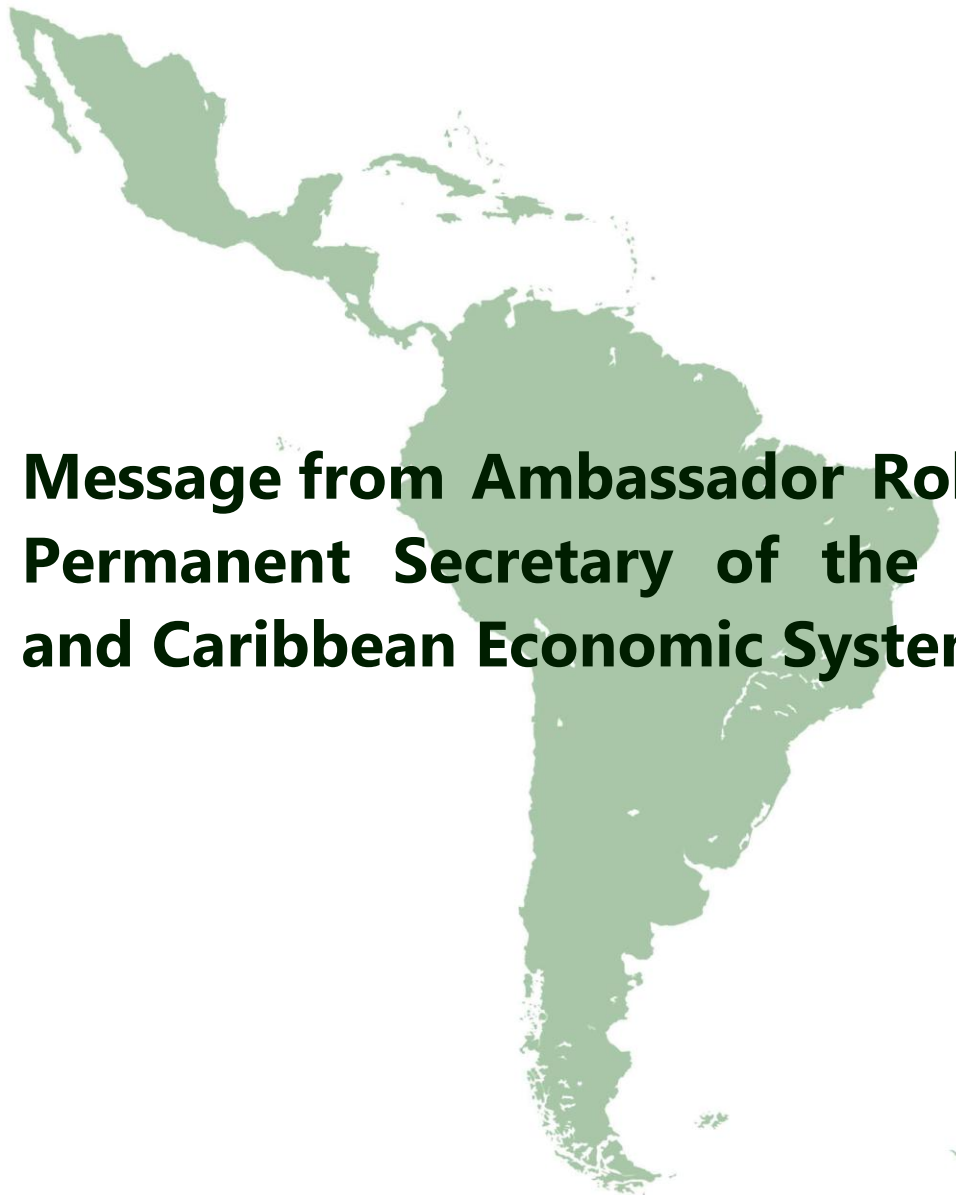 Message from Ambassador
Permanent Secretary of the
and Caribbean Economic